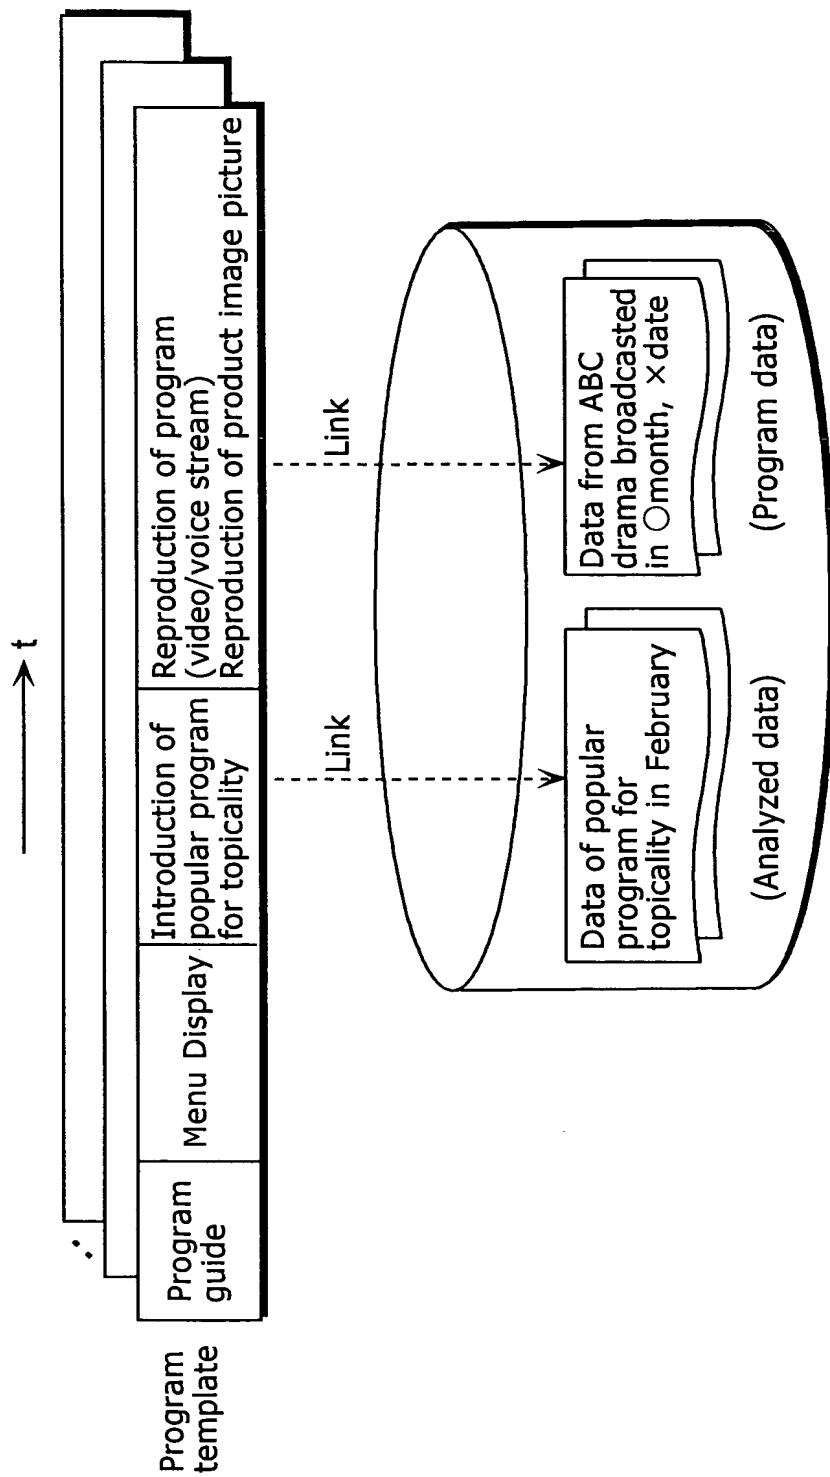 t
Program
template
Program
guide
Menu Display
Introduction of
popular program
for topicality
Reproduction of program
(video/voice stream)
Reproduction of product image picture
Link
Link
Data of popular
program for
topicality in February
(Analyzed data)
Data from ABC
drama broadcasted
in ○month, ×date
(Program data)